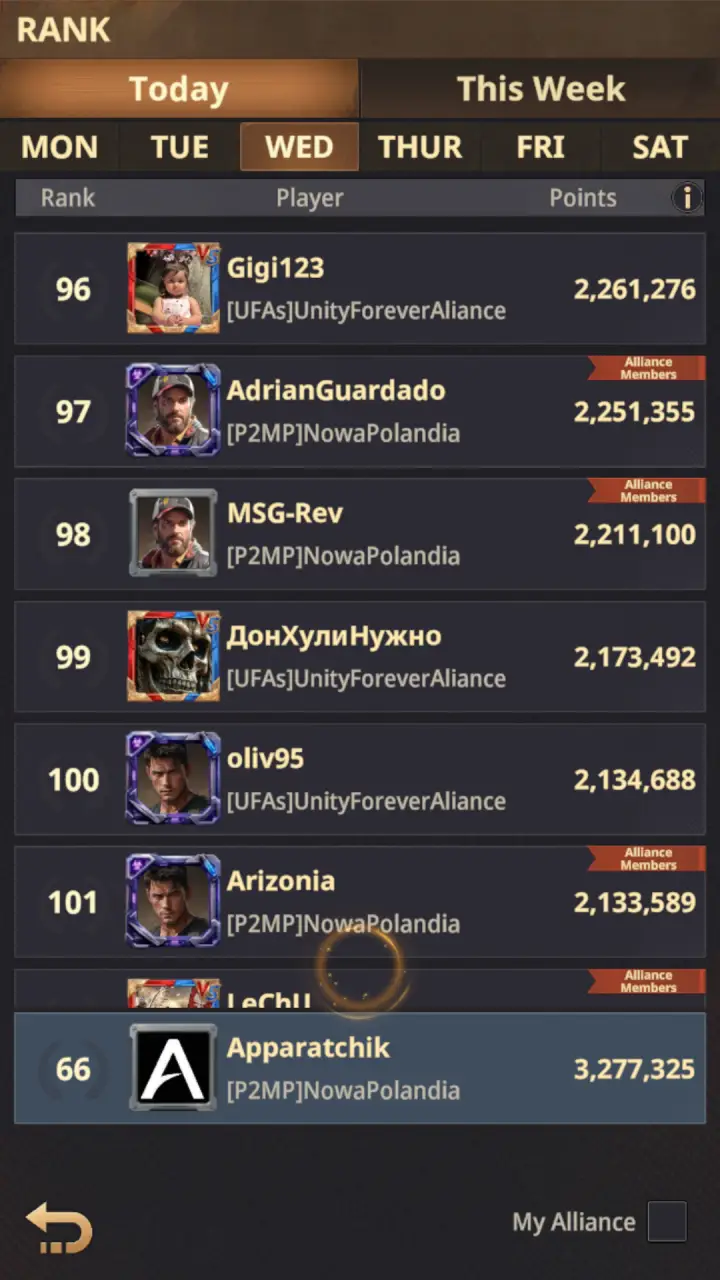 RANK
Today This Week
MON TUE WED THUR FRI SAT
Rank Player Points i
96 Gigi123 2,261,276
[UFAs]UnityForeverAliance
Alliance Members
97 AdrianGuardado 2,251,355
[P2MP]NowaPolandia
Alliance Members
98 MSG-Rev 2,211,100
[P2MP]NowaPolandia
99 ДонХулиНужно 2,173,492
[UFAs]UnityForeverAliance
100 oliv95 2,134,688
[UFAs]UnityForeverAliance
Alliance Members
101 Arizonia 2,133,589
[P2MP]NowaPolandia
Alliance Members
66 Apparatchik 3,277,325
[P2MP]NowaPolandia
My Alliance